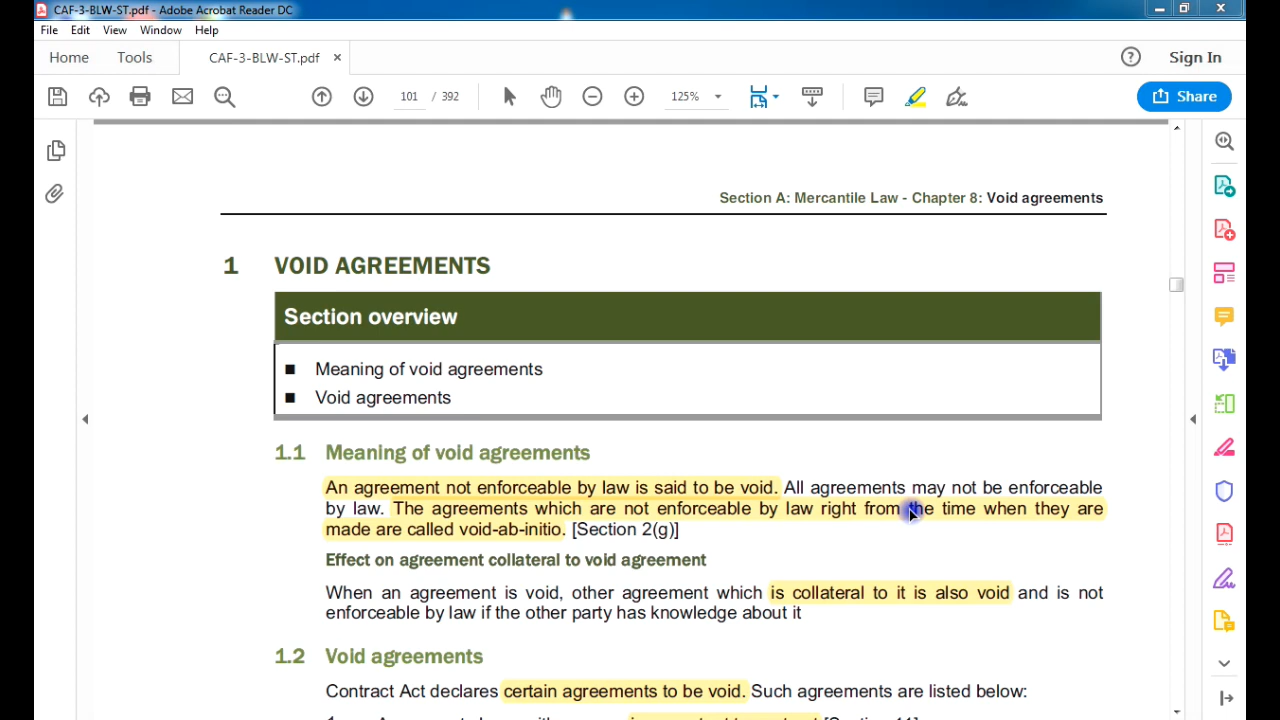 CAF-3-BLW-ST.pdf - Adobe Acrobat Reader DC
File Edit View Window Help
Home Tools CAF-3-BLW-ST.pdf × Sign In
101 / 392 125% Share
Section A: Mercantile Law - Chapter 8: Void agreements
1 VOID AGREEMENTS
Section overview
■ Meaning of void agreements
■ Void agreements
1.1 Meaning of void agreements
An agreement not enforceable by law is said to be void. All agreements may not be enforceable
by law. The agreements which are not enforceable by law right from the time when they are
made are called void-ab-initio. [Section 2(g)]
Effect on agreement collateral to void agreement
When an agreement is void, other agreement which is collateral to it is also void and is not
enforceable by law if the other party has knowledge about it
1.2 Void agreements
Contract Act declares certain agreements to be void. Such agreements are listed below: